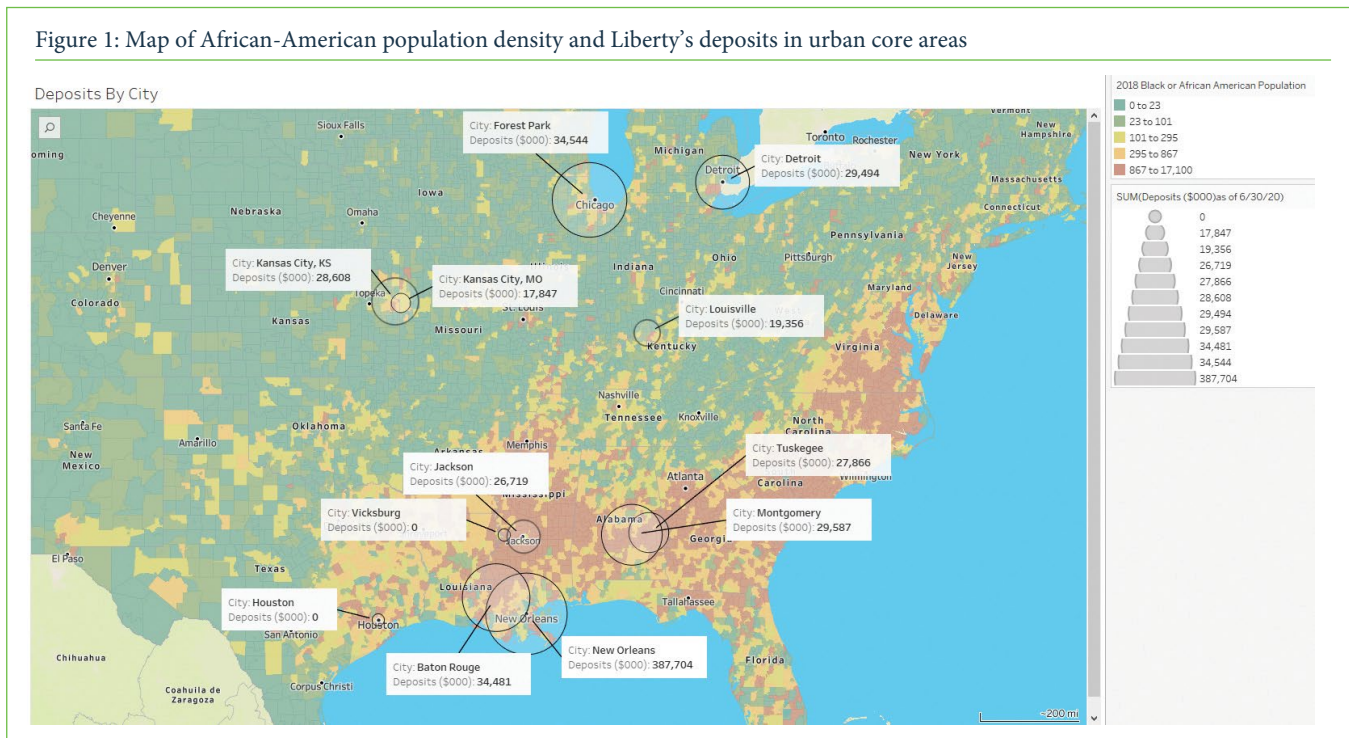 Figure 1: Map of African-American population density and Liberty's deposits in urban core areas
Deposits By City
Sioux Falls
City: Forest Park
Deposits ($000): 34,544
Michigan
Toronto
Rochester
Vermont
New
Hampshire
oming
New York
City: Detroit
Deposits ($000): 29,494
Detroit
Massachusetts
Iowa
Connecticut
Chicago
Cheyenne
Nebraska
Omaha
Pennsylvania
City: Kansas City, KS
Deposits ($000): 28,608
Denver
Indiana
Ohio
Pittsburgh
New
Jersey
City: Kansas City, MO
Deposits ($000): 17,847
Topeka
Colorado
Cincinnati
Maryland
City: Louisville
Deposits ($000): 19,356
Kansas
Missouri
St. Louis
Delaware
Kentucky
Virginia
Nashville
Tennessee
Knoxville
Santa Fe
Oklahoma
North
Carolina
New
Mexico
Amarillo
Arkansas
Memphis
City: Tuskegee
Deposits ($000): 27,866
City: Jackson
Deposits ($000): 26,719
Atlanta
Carolina
Wilmington
Mississippi
City: Vicksburg
Deposits ($000): 0
Alabama
City: Montgomery
Deposits ($000): 29,587
Jackson
Georgia
El Paso
Texas
Louisiana
City: Houston
Deposits ($000): 0
Tallahassee
Houston
New Orleans
San Antonio
City: New Orleans
Deposits ($000): 387,704
Chihuahua
City: Baton Rouge
Deposits ($000): 34,481
Florida
Coahuila de
Zaragoza
Corpus Christi
~200 mi
2018 Black or African American Population
0 to 23
23 to 101
101 to 295
295 to 867
867 to 17,100
SUM(Deposits ($000)as of 6/30/20)
0
17,847
19,356
26,719
27,866
28,608
29,494
29,587
34,481
34,544
387,704